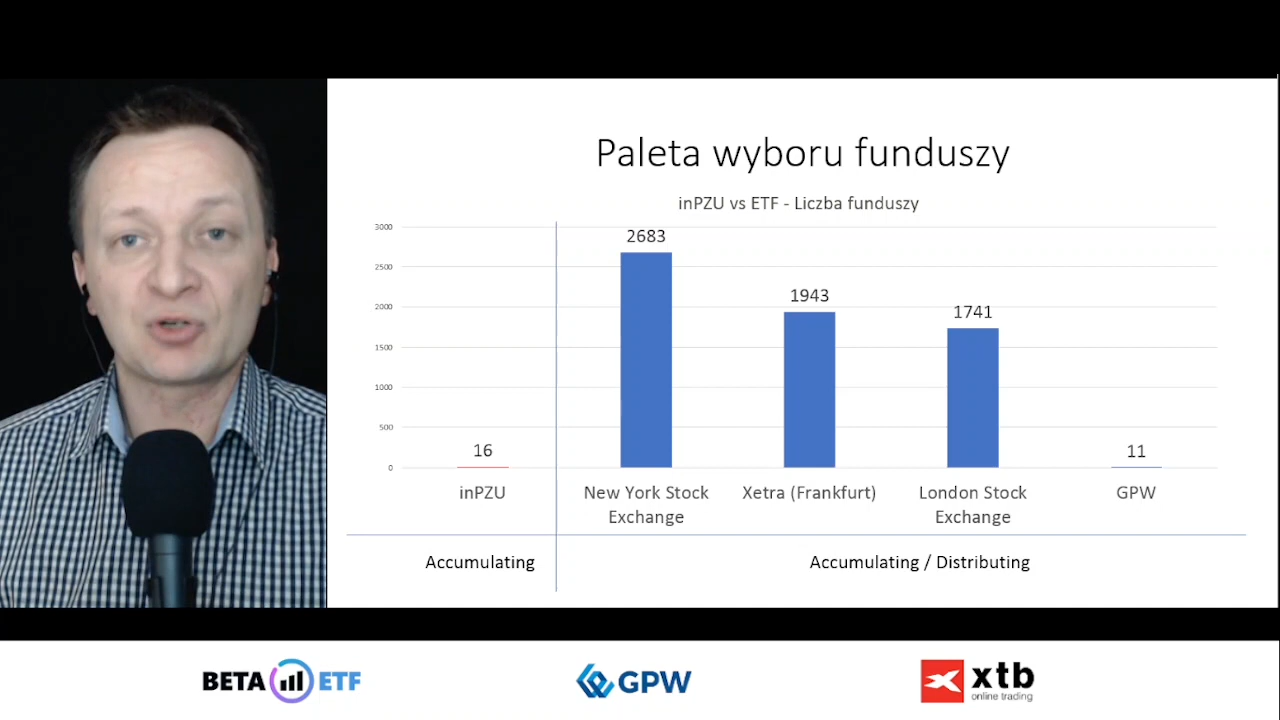 Paleta wyboru funduszy
inPZU vs ETF - Liczba funduszy
3000
2500
2000
1500
1000
500
0
16
2683
1943
1741
11
inPZU
New York Stock
Exchange
Xetra (Frankfurt)
London Stock
Exchange
GPW
Accumulating
Accumulating / Distributing
BETA ETF
GPW
xtb
online trading